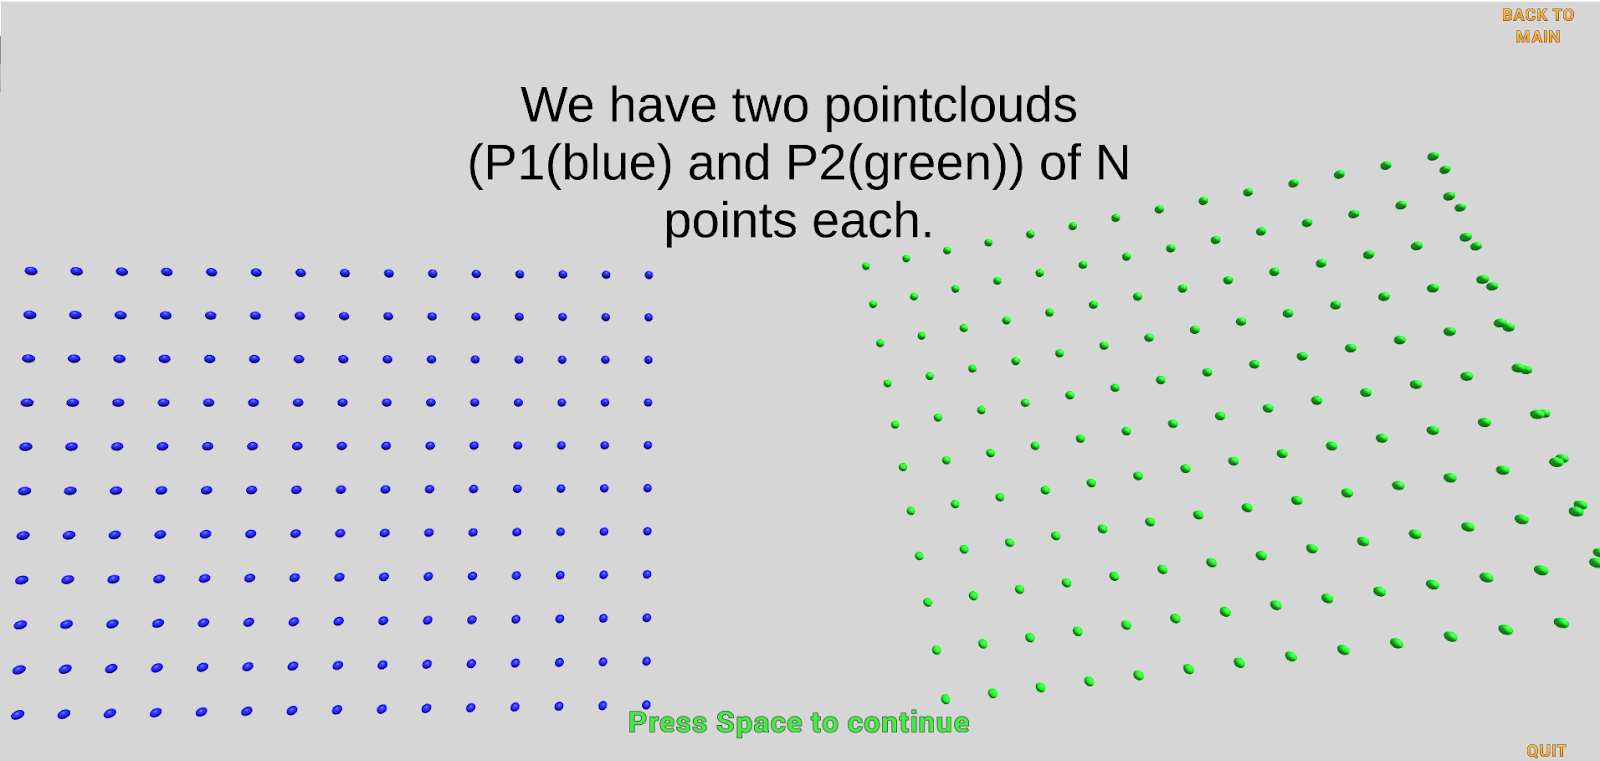 BACK TO
MAIN
We have two pointclouds
(P1(blue) and P2(green)) of N
points each.
Press Space to continue
QUIT